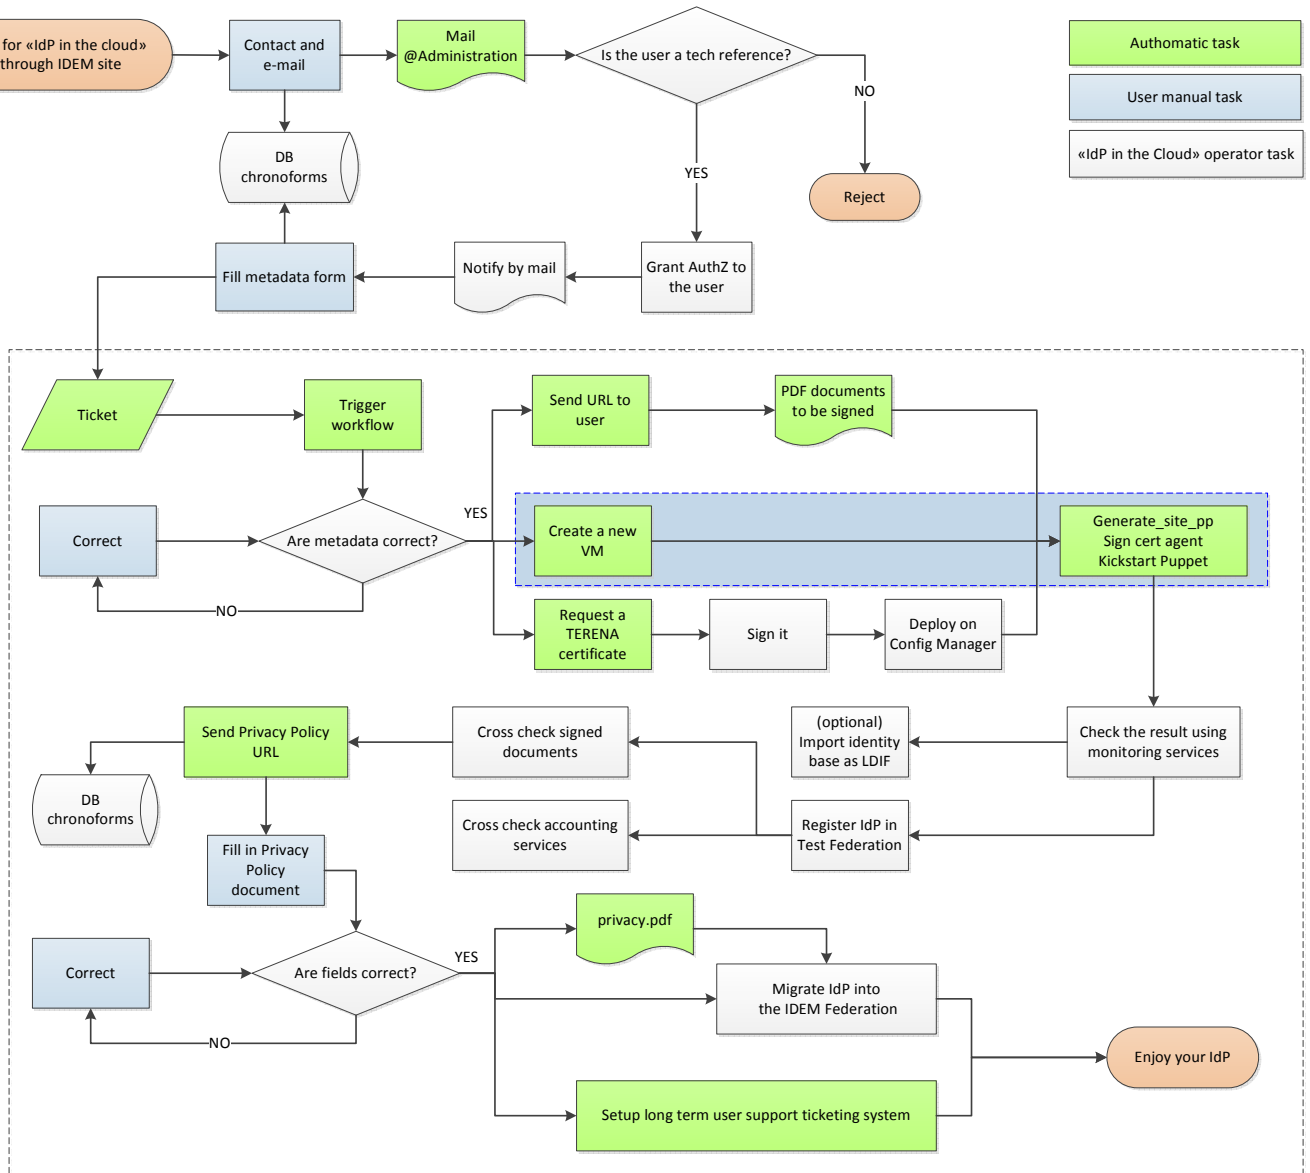 for «IdP in the cloud»
through IDEM site
Contact and
e-mail
Mail
@Administration
Is the user a tech reference?
Authomatic task
User manual task
«IdP in the Cloud» operator task
NO
DB
chronoforms
YES
Reject
Fill metadata form
Notify by mail
Grant AuthZ to
the user
Ticket
Trigger
workflow
Send URL to
user
PDF documents
to be signed
YES
Correct
Are metadata correct?
Create a new
VM
Generate_site_pp
Sign cert agent
Kickstart Puppet
NO
Request a
TERENA
certificate
Sign it
Deploy on
Config Manager
Send Privacy Policy
URL
Cross check signed
documents
(optional)
Import identity
base as LDIF
Check the result using
monitoring services
DB
chronoforms
Cross check accounting
services
Register IdP in
Test Federation
Fill in Privacy
Policy
document
privacy.pdf
YES
Correct
Are fields correct?
Migrate IdP into
the IDEM Federation
NO
Enjoy your IdP
Setup long term user support ticketing system